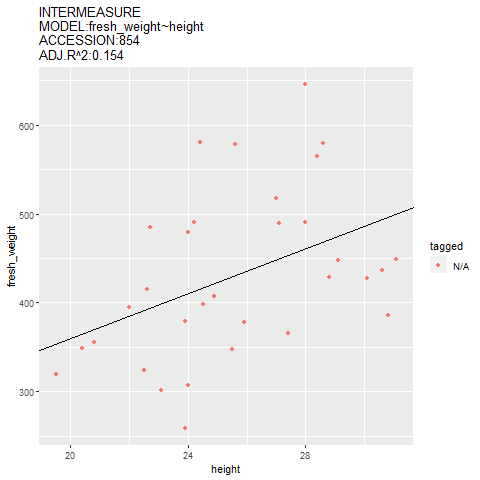 INTERMEASURE
MODEL:fresh_weight~height
ACCESSION:854
ADJ.R^2:0.154
600
500
400
300
fresh_weight
20
24
28
height
tagged
N/A